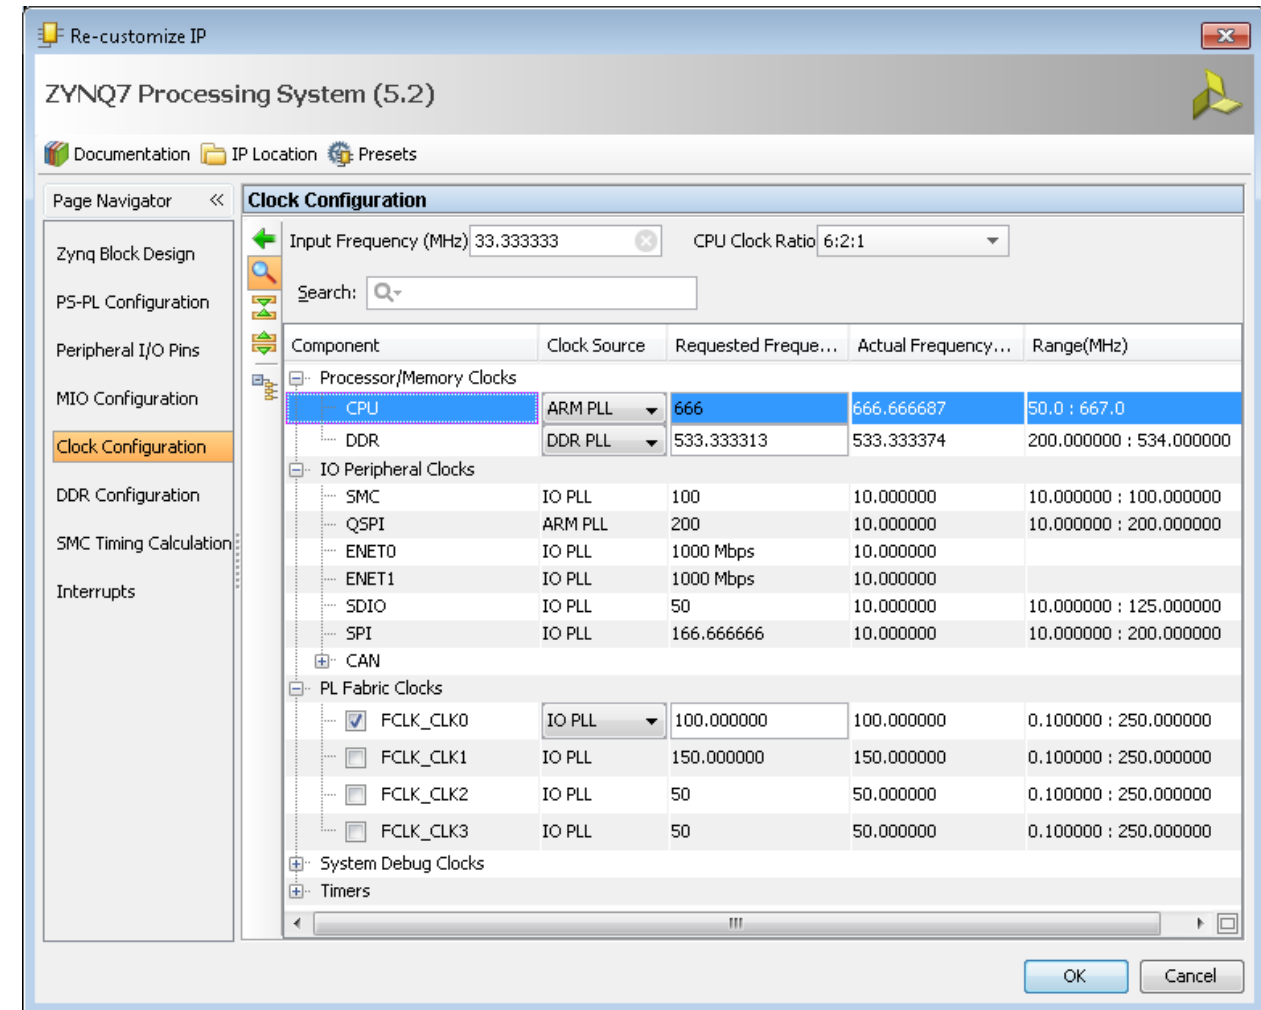 Re-customize IP
ZYNQ7 Processing System (5.2)
Documentation IP Location Presets
Page Navigator «
Zynq Block Design
PS-PL Configuration
Peripheral I/O Pins
MIO Configuration
Clock Configuration
DDR Configuration
SMC Timing Calculation
Interrupts
Clock Configuration
Input Frequency (MHz) 33.333333 CPU Clock Ratio 6:2:1
Search:
Component Clock Source Requested Freque... Actual Frequency... Range(MHz)
Processor/Memory Clocks
CPU ARM PLL 666 666.666687 50.0 : 667.0
DDR DDR PLL 533.333313 533.333374 200.000000 : 534.000000
IO Peripheral Clocks
SMC IO PLL 100 10.000000 10.000000 : 100.000000
QSPI ARM PLL 200 10.000000 10.000000 : 200.000000
ENET0 IO PLL 1000 Mbps 10.000000
ENET1 IO PLL 1000 Mbps 10.000000
SDIO IO PLL 50 10.000000 10.000000 : 125.000000
SPI IO PLL 166.666666 10.000000 10.000000 : 200.000000
CAN
PL Fabric Clocks
FCLK_CLK0 IO PLL 100.000000 100.000000 0.100000 : 250.000000
FCLK_CLK1 IO PLL 150.000000 150.000000 0.100000 : 250.000000
FCLK_CLK2 IO PLL 50 50.000000 0.100000 : 250.000000
FCLK_CLK3 IO PLL 50 50.000000 0.100000 : 250.000000
System Debug Clocks
Timers
OK Cancel